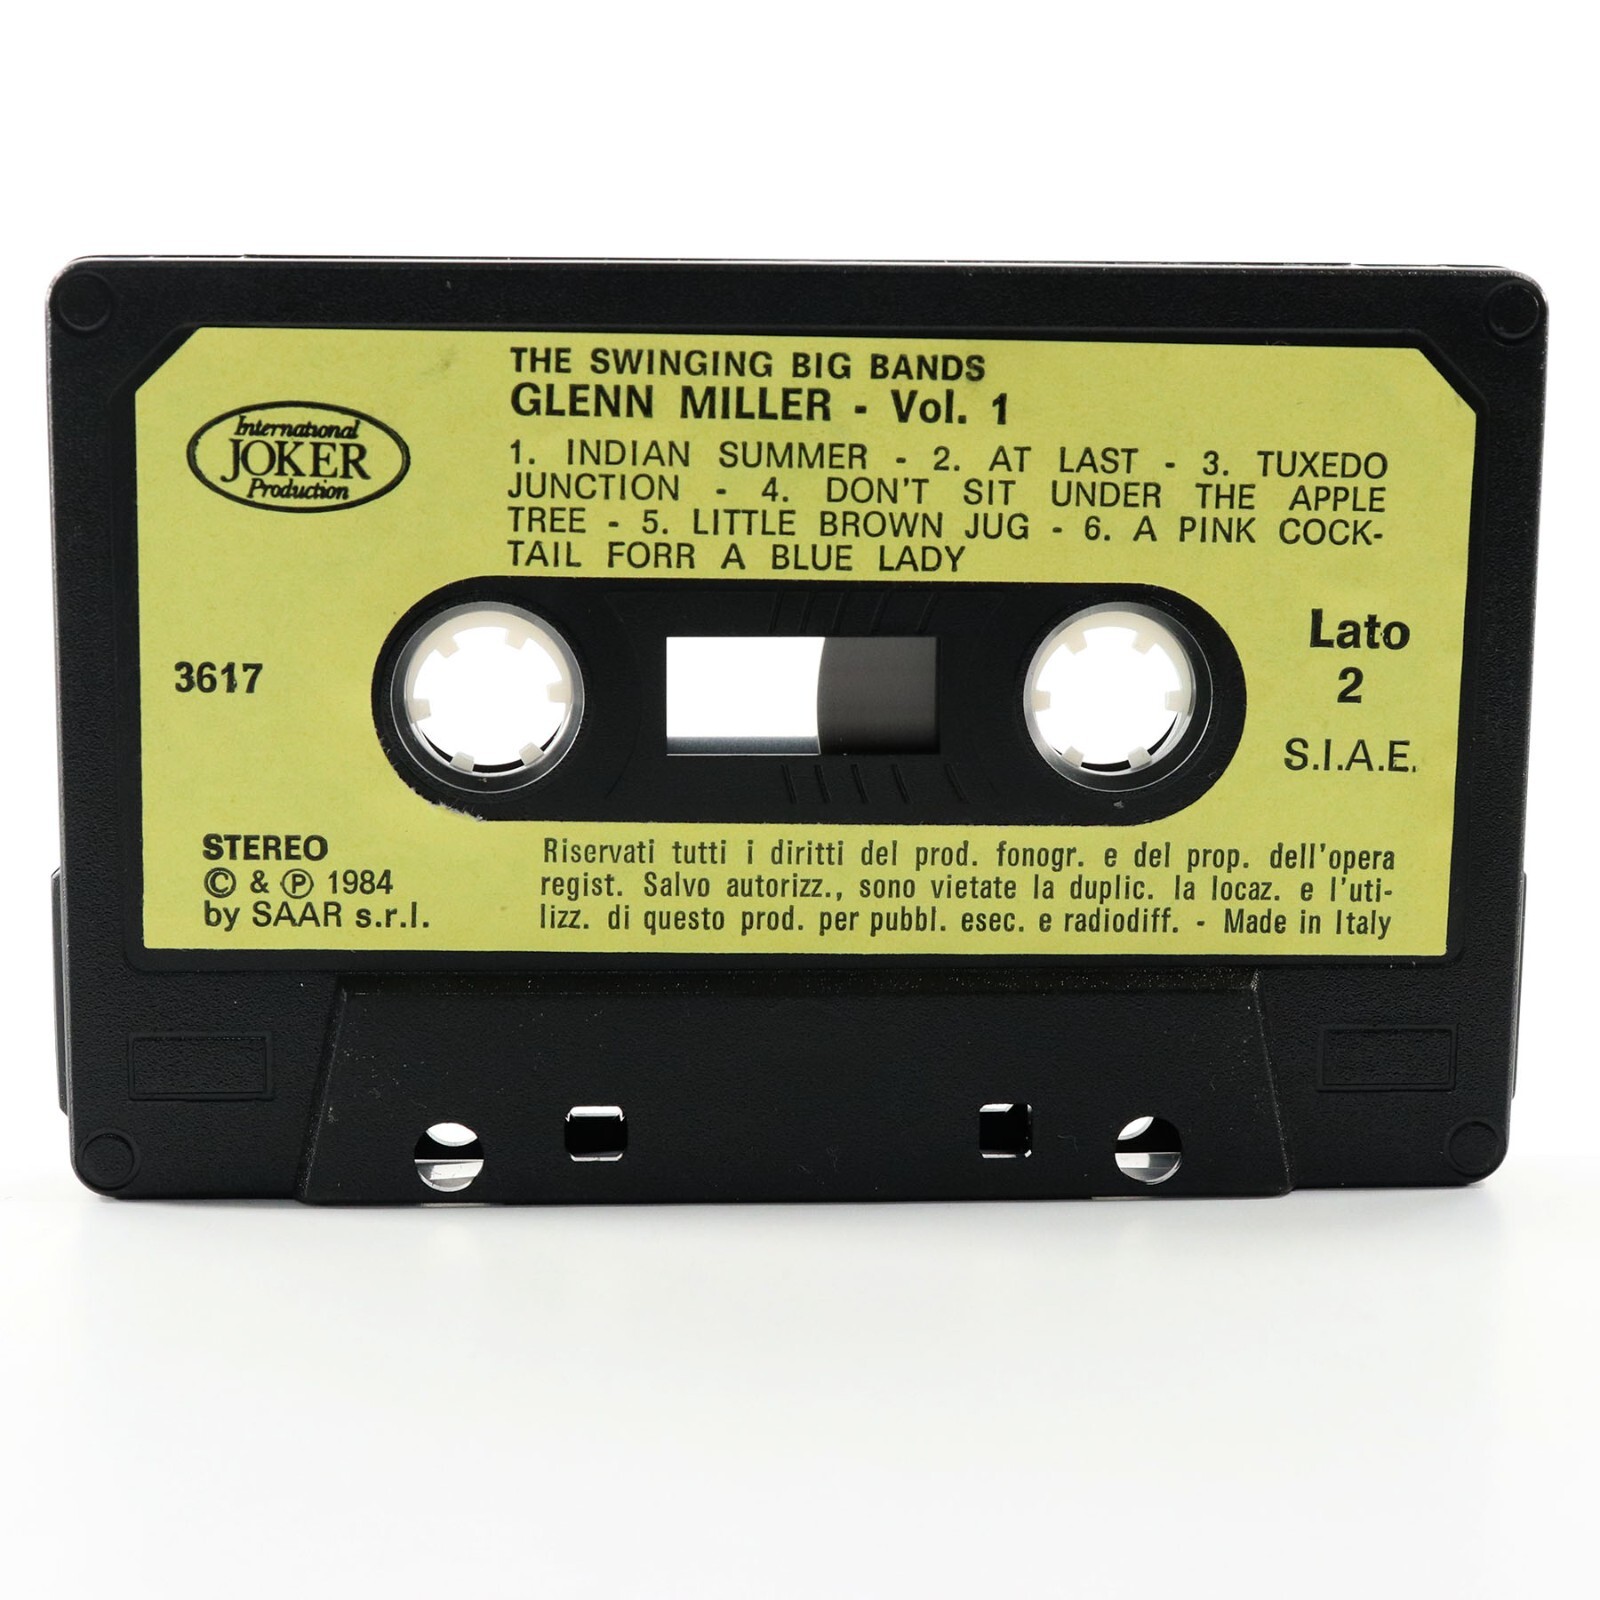 THE SWINGING BIG BANDS
GLENN MILLER - Vol. 1
International
JOKER
Production
1. INDIAN SUMMER - 2. AT LAST - 3. TUXEDO
JUNCTION - 4. DON'T SIT UNDER THE APPLE
TREE - 5. LITTLE BROWN JUG - 6. A PINK COCK-
TAIL FORR A BLUE LADY
3617
Lato
2
S.I.A.E.
STEREO
© & ℗ 1984
by SAAR s.r.l.
Riservati tutti i diritti del prod. fonogr. e del prop. dell'opera
regist. Salvo autorizz., sono vietate la duplic. la locaz. e l'uti-
lizz. di questo prod. per pubbl. esec. e radiodiff. - Made in Italy